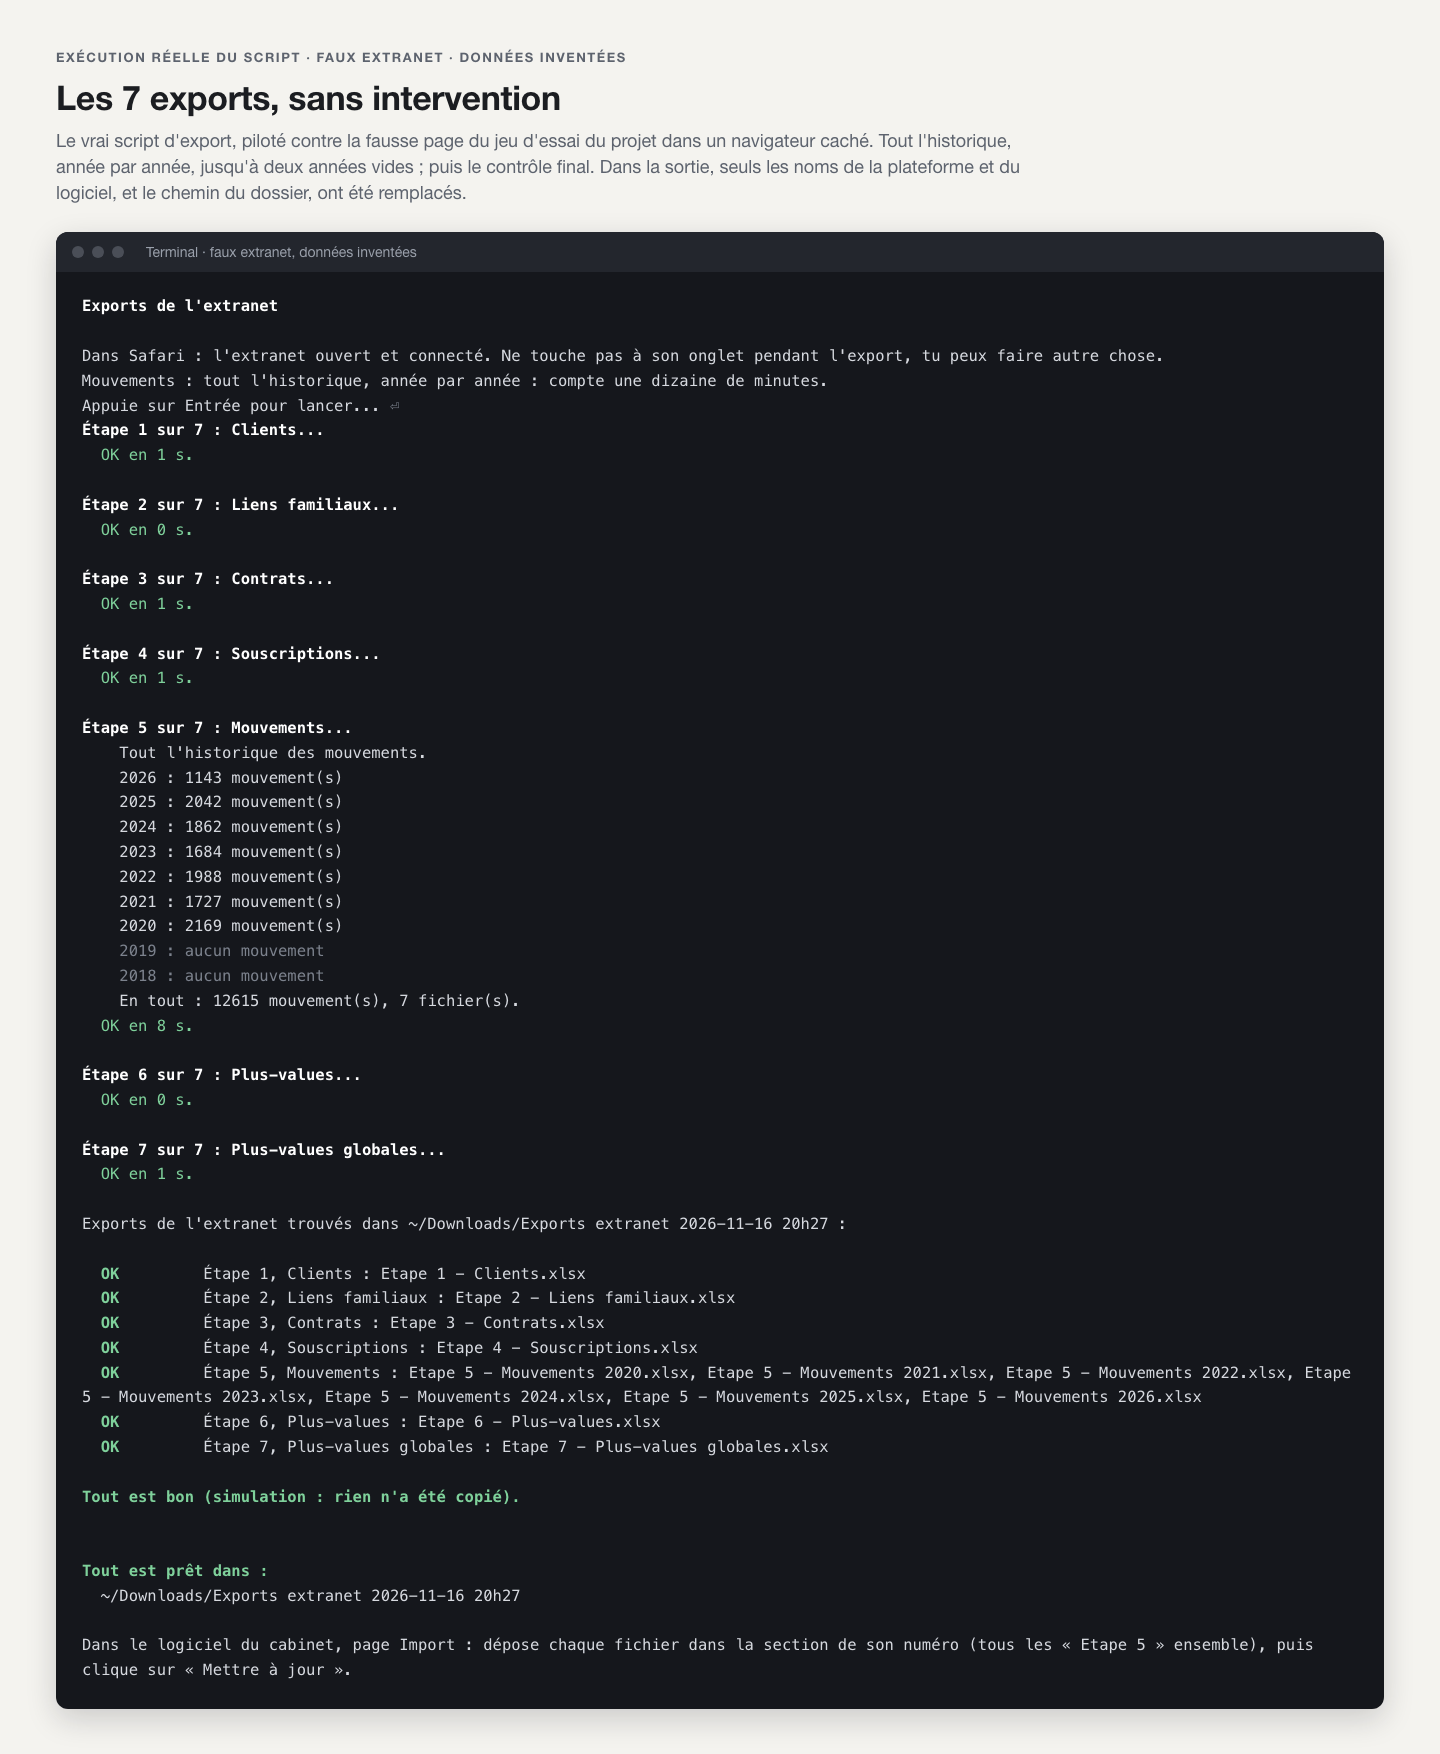 EXÉCUTION RÉELLE DU SCRIPT · FAUX EXTRANET · DONNÉES INVENTÉES
Les 7 exports, sans intervention
Le vrai script d'export, piloté contre la fausse page du jeu d'essai du projet dans un navigateur caché. Tout l'historique,
année par année, jusqu'à deux années vides ; puis le contrôle final. Dans la sortie, seuls les noms de la plateforme et du
logiciel, et le chemin du dossier, ont été remplacés.
Terminal · faux extranet, données inventées
Exports de l'extranet
Dans Safari : l'extranet ouvert et connecté. Ne touche pas à son onglet pendant l'export, tu peux faire autre chose.
Mouvements : tout l'historique, année par année : compte une dizaine de minutes.
Appuie sur Entrée pour lancer... ⏎
Étape 1 sur 7 : Clients...
OK en 1 s.
Étape 2 sur 7 : Liens familiaux...
OK en 0 s.
Étape 3 sur 7 : Contrats...
OK en 1 s.
Étape 4 sur 7 : Souscriptions...
OK en 1 s.
Étape 5 sur 7 : Mouvements...
Tout l'historique des mouvements.
2026 : 1143 mouvement(s)
2025 : 2042 mouvement(s)
2024 : 1862 mouvement(s)
2023 : 1684 mouvement(s)
2022 : 1988 mouvement(s)
2021 : 1727 mouvement(s)
2020 : 2169 mouvement(s)
2019 : aucun mouvement
2018 : aucun mouvement
En tout : 12615 mouvement(s), 7 fichier(s).
OK en 8 s.
Étape 6 sur 7 : Plus-values...
OK en 0 s.
Étape 7 sur 7 : Plus-values globales...
OK en 1 s.
Exports de l'extranet trouvés dans ~/Downloads/Exports extranet 2026-11-16 20h27 :
OK Étape 1, Clients : Etape 1 - Clients.xlsx
OK Étape 2, Liens familiaux : Etape 2 - Liens familiaux.xlsx
OK Étape 3, Contrats : Etape 3 - Contrats.xlsx
OK Étape 4, Souscriptions : Etape 4 - Souscriptions.xlsx
OK Étape 5, Mouvements : Etape 5 - Mouvements 2020.xlsx, Etape 5 - Mouvements 2021.xlsx, Etape 5 - Mouvements 2022.xlsx, Etape
5 - Mouvements 2023.xlsx, Etape 5 - Mouvements 2024.xlsx, Etape 5 - Mouvements 2025.xlsx, Etape 5 - Mouvements 2026.xlsx
OK Étape 6, Plus-values : Etape 6 - Plus-values.xlsx
OK Étape 7, Plus-values globales : Etape 7 - Plus-values globales.xlsx
Tout est bon (simulation : rien n'a été copié).
Tout est prêt dans :
~/Downloads/Exports extranet 2026-11-16 20h27
Dans le logiciel du cabinet, page Import : dépose chaque fichier dans la section de son numéro (tous les « Etape 5 » ensemble), puis
clique sur « Mettre à jour ».